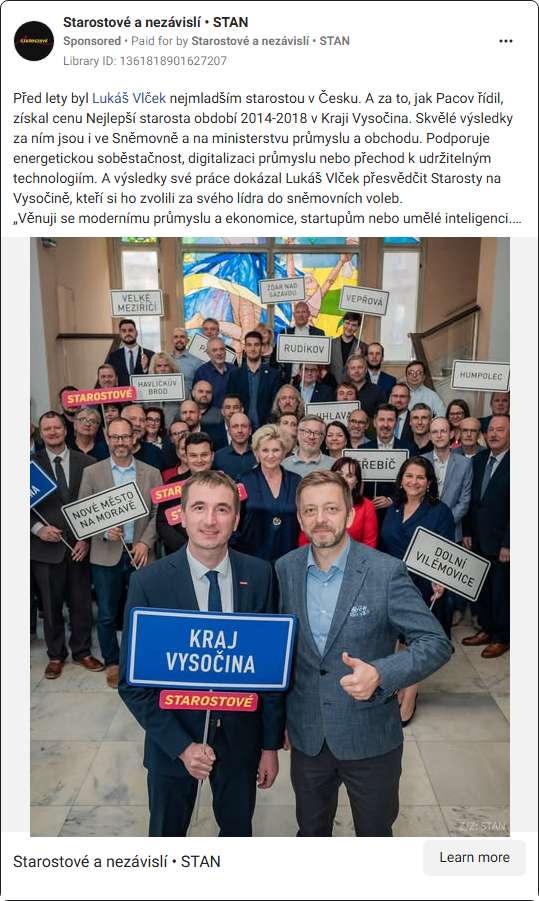 Starostové a nezávislí • STAN
Sponsored • Paid for by Starostové a nezávislí • STAN
Library ID: 1361818901627207
Před lety byl Lukáš Vlček nejmladším starostou v Česku. A za to, jak Pacov řídil,
získal cenu Nejlepší starosta období 2014-2018 v Kraji Vysočina. Skvělé výsledky
za ním jsou i ve Sněmovně a na ministerstvu průmyslu a obchodu. Podporuje
energetickou soběstačnost, digitalizaci průmyslu nebo přechod k udržitelným
technologiím. A výsledky své práce dokázal Lukáš Vlček přesvědčit Starosty na
Vysočině, kteří si ho zvolili za svého lídra do sněmovních voleb.
„Věnuji se modernímu průmyslu a ekonomice, startupům nebo umělé inteligenci....
VELKÉ
MEZIŘÍČÍ
ŽĎÁR NAD
SÁZAVOU
VEPŘOVÁ
RUDÍKOV
HUMPOLEC
HAVLÍČKŮV
BROD
STAROSTOVÉ
JIHLAVA
TŘEBÍČ
NOVÉ MĚSTO
NA MORAVĚ
DOLNÍ
VILÉMOVICE
KRAJ
VYSOČINA
STAROSTOVÉ
Starostové a nezávislí • STAN
Learn more